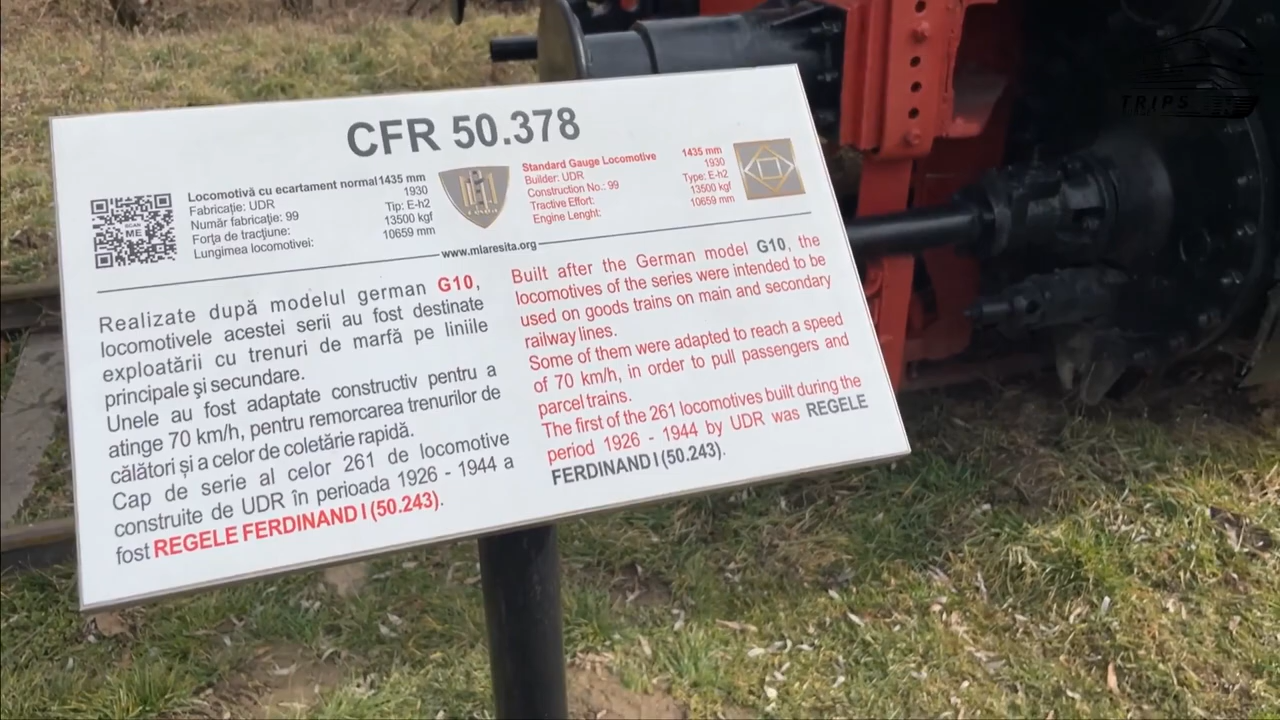 CFR 50.378
Locomotivă cu ecartament normal 1435 mm
Fabricaţie: UDR 1930
Număr fabricaţie: 99 Tip: E-h2
Forţa de tracţiune: 13500 kgf
Lungimea locomotivei: 10659 mm
SCAN
ME
Standard Gauge Locomotive 1435 mm
Builder: UDR 1930
Construction No.: 99 Type: E-h2
Tractive Effort: 13500 kgf
Engine Lenght: 10659 mm
www.mlaresita.org
Realizate după modelul german G10,
locomotivele acestei serii au fost destinate
exploatării cu trenuri de marfă pe liniile
principale şi secundare.
Unele au fost adaptate constructiv pentru a
atinge 70 km/h, pentru remorcarea trenurilor de
călători și a celor de coletărie rapidă.
Cap de serie al celor 261 de locomotive
construite de UDR în perioada 1926 - 1944 a
fost REGELE FERDINAND I (50.243).
Built after the German model G10, the
locomotives of the series were intended to be
used on goods trains on main and secondary
railway lines.
Some of them were adapted to reach a speed
of 70 km/h, in order to pull passengers and
parcel trains.
The first of the 261 locomotives built during the
period 1926 - 1944 by UDR was REGELE
FERDINAND I (50.243).
TRIPS